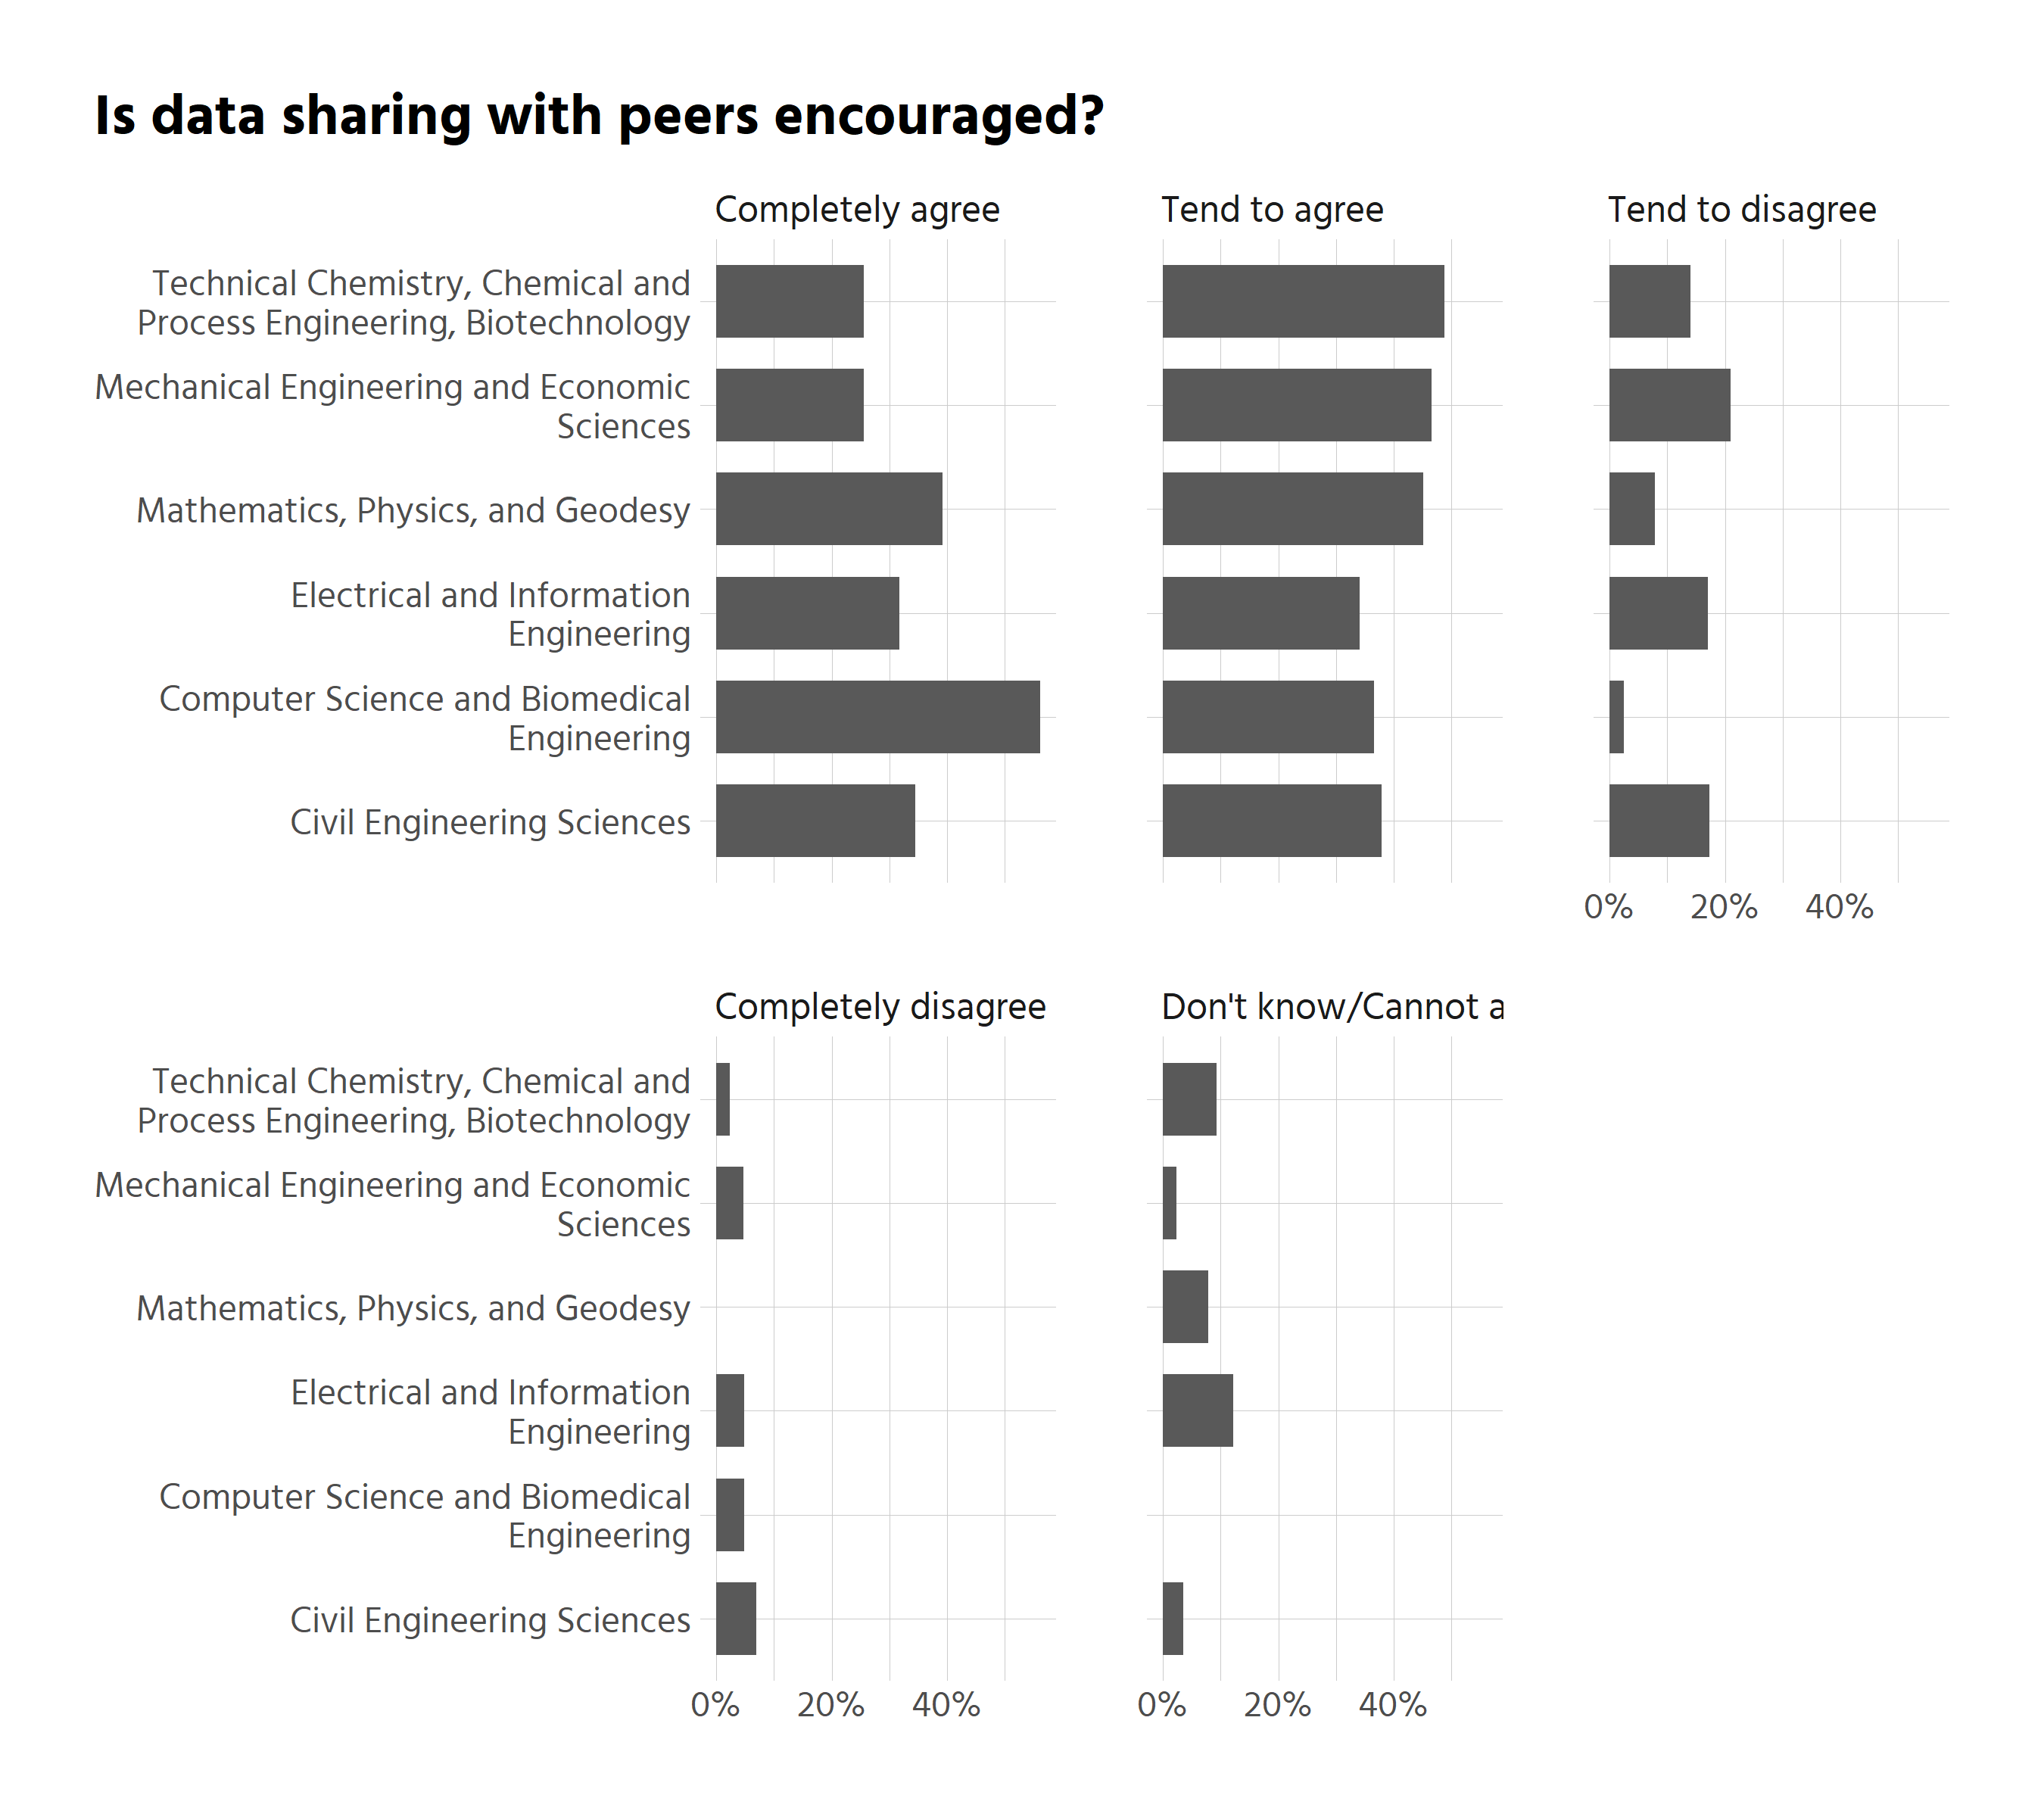 Is data sharing with peers encouraged?
Completely agree
Tend to agree
Tend to disagree
Technical Chemistry, Chemical and
Process Engineering, Biotechnology
Mechanical Engineering and Economic
Sciences
Mathematics, Physics, and Geodesy
Electrical and Information
Engineering
Computer Science and Biomedical
Engineering
Civil Engineering Sciences
0% 20% 40%
Completely disagree
Don't know/Cannot a
Technical Chemistry, Chemical and
Process Engineering, Biotechnology
Mechanical Engineering and Economic
Sciences
Mathematics, Physics, and Geodesy
Electrical and Information
Engineering
Computer Science and Biomedical
Engineering
Civil Engineering Sciences
0% 20% 40%
0% 20% 40%